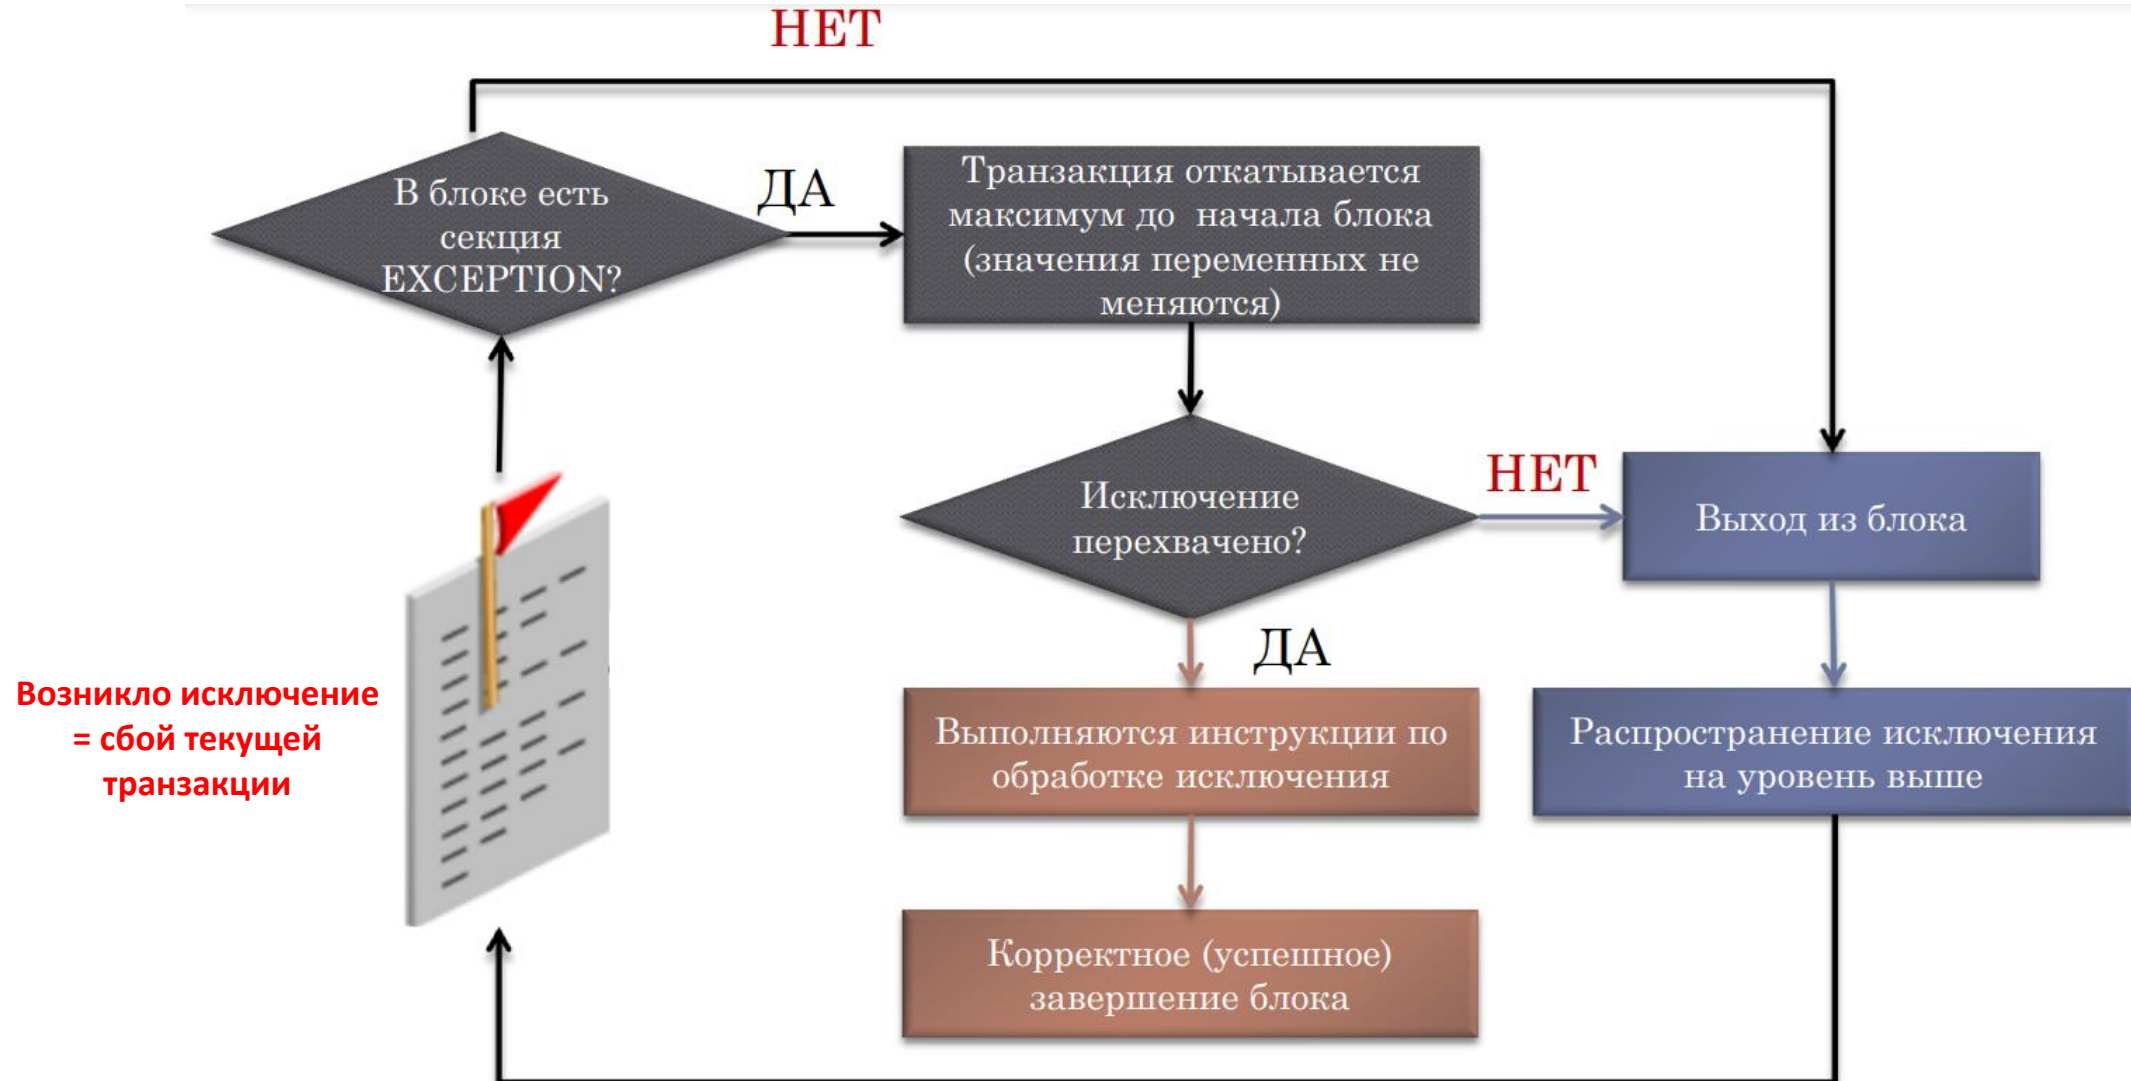 НЕТ
В блоке есть
секция
EXCEPTION?
ДА
Транзакция откатывается
максимум до начала блока
(значения переменных не
меняются)
Исключение
перехвачено?
НЕТ
Выход из блока
ДА
Возникло исключение
= сбой текущей
транзакции
Выполняются инструкции по
обработке исключения
Распространение исключения
на уровень выше
Корректное (успешное)
завершение блока